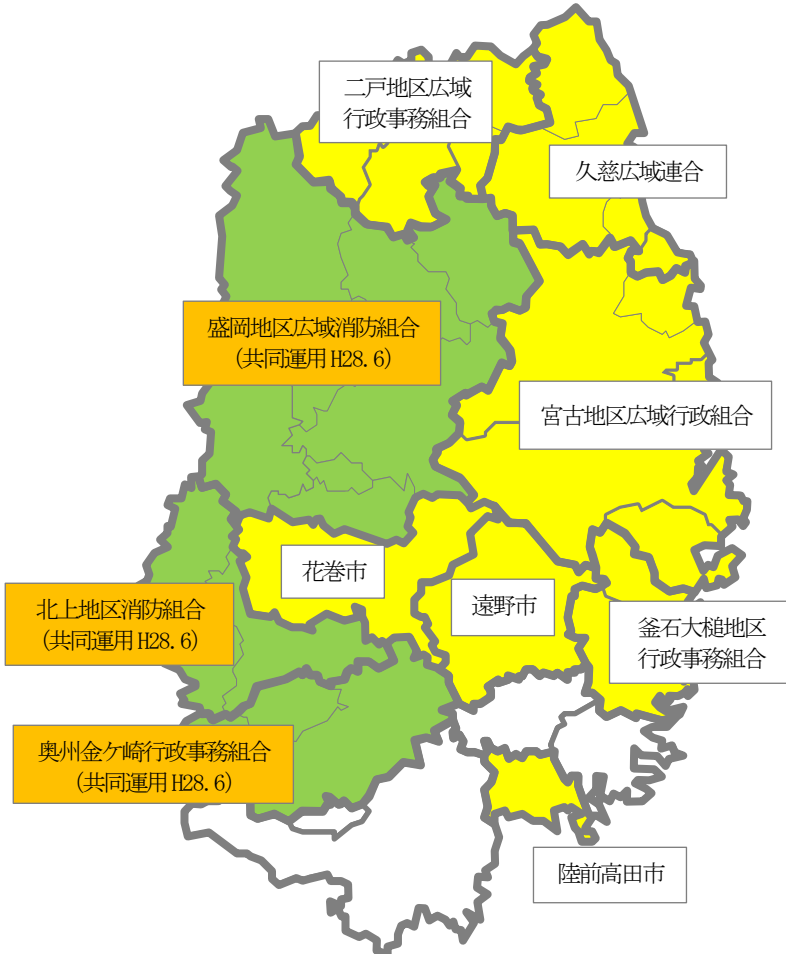 二戸地区広域
行政事務組合
久慈広域連合
盛岡地区広域消防組合
(共同運用 H28.6)
宮古地区広域行政組合
花巻市
遠野市
北上地区消防組合
(共同運用 H28.6)
釜石大槌地区
行政事務組合
奥州金ケ崎行政事務組合
(共同運用 H28.6)
陸前高田市